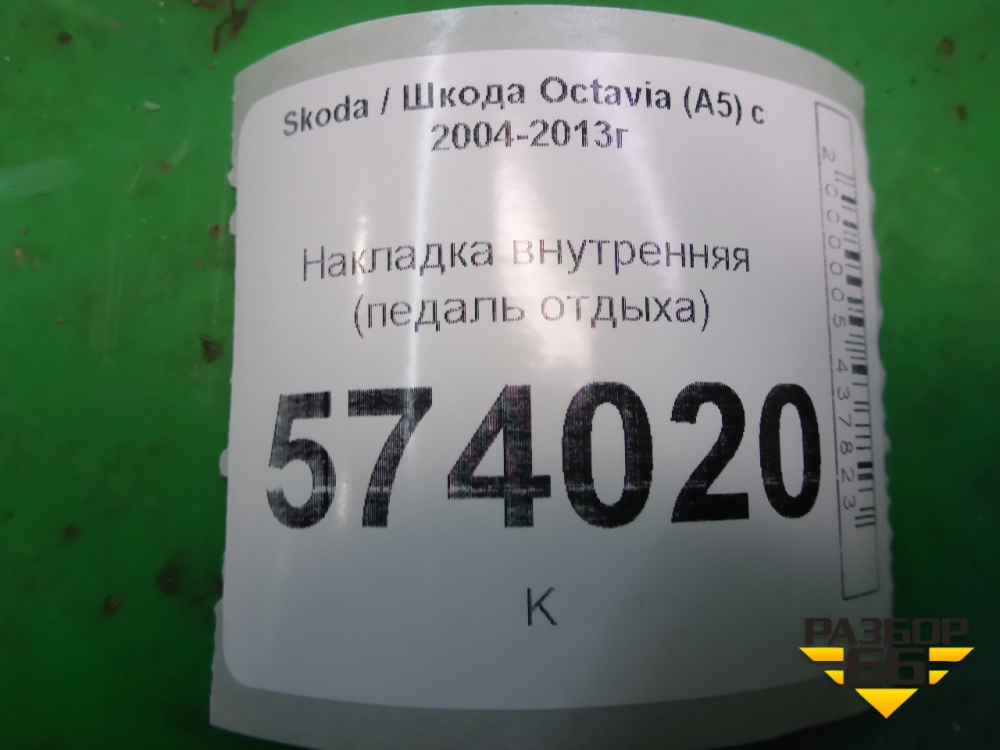 Skoda / Шкода Octavia (A5) с
2004-2013г
Накладка внутренняя
(педаль отдыха)
574020
К
2000005437823
РАЗБОР
66